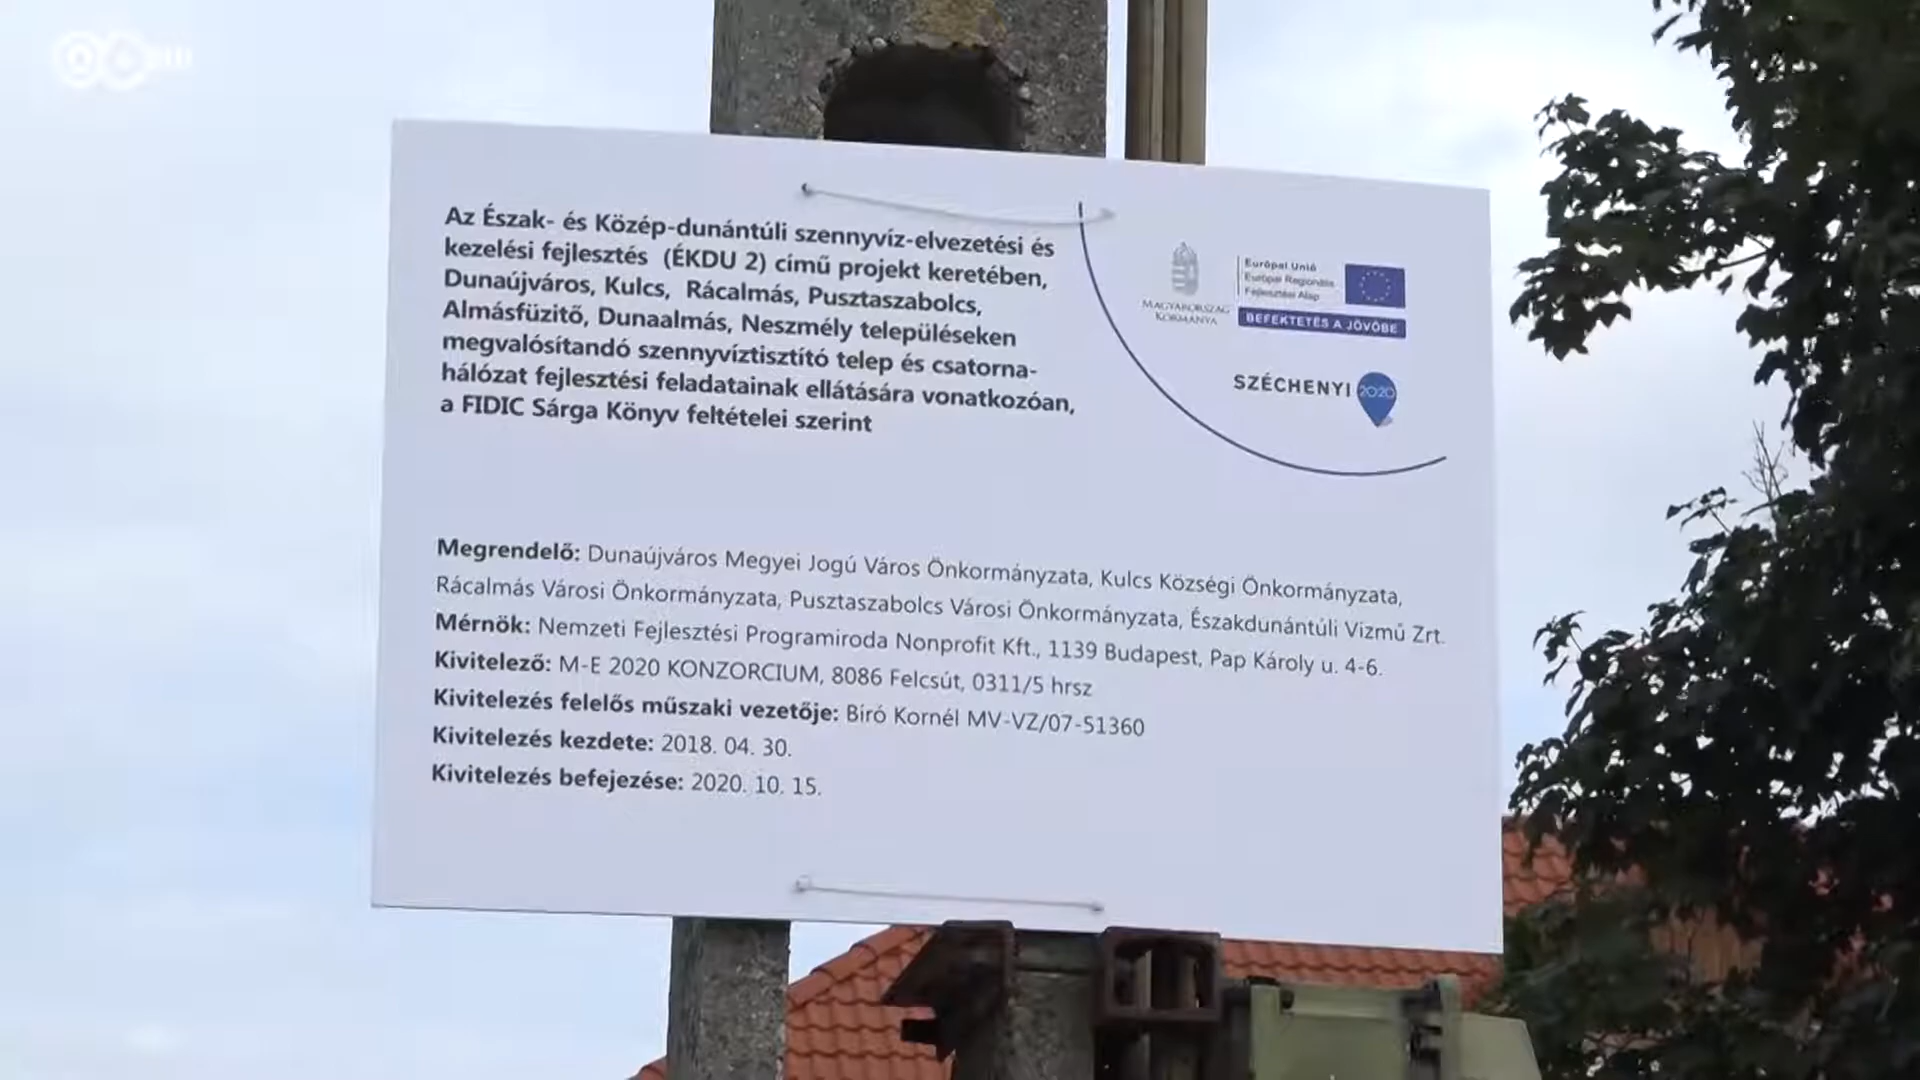 Az Észak- és Közép-dunántúli szennyvíz-elvezetési és
kezelési fejlesztés (ÉKDU 2) című projekt keretében,
Dunaújváros, Kulcs, Rácalmás, Pusztaszabolcs,
Almásfüzitő, Dunaalmás, Neszmély településeken
megvalósítandó szennyvíztisztító telep és csatorna-
hálózat fejlesztési feladatainak ellátására vonatkozóan,
a FIDIC Sárga Könyv feltételei szerint
MAGYARORSZÁG
KORMÁNYA
Európai Unió
Európai Regionális
Fejlesztési Alap
BEFEKTETÉS A JÖVŐBE
SZÉCHENYI 2020
Megrendelő: Dunaújváros Megyei Jogú Város Önkormányzata, Kulcs Községi Önkormányzata,
Rácalmás Városi Önkormányzata, Pusztaszabolcs Városi Önkormányzata, Északdunántúli Vízmű Zrt.
Mérnök: Nemzeti Fejlesztési Programiroda Nonprofit Kft., 1139 Budapest, Pap Károly u. 4-6.
Kivitelező: M-E 2020 KONZORCIUM, 8086 Felcsút, 0311/5 hrsz
Kivitelezés felelős műszaki vezetője: Bíró Kornél MV-VZ/07-51360
Kivitelezés kezdete: 2018. 04. 30.
Kivitelezés befejezése: 2020. 10. 15.